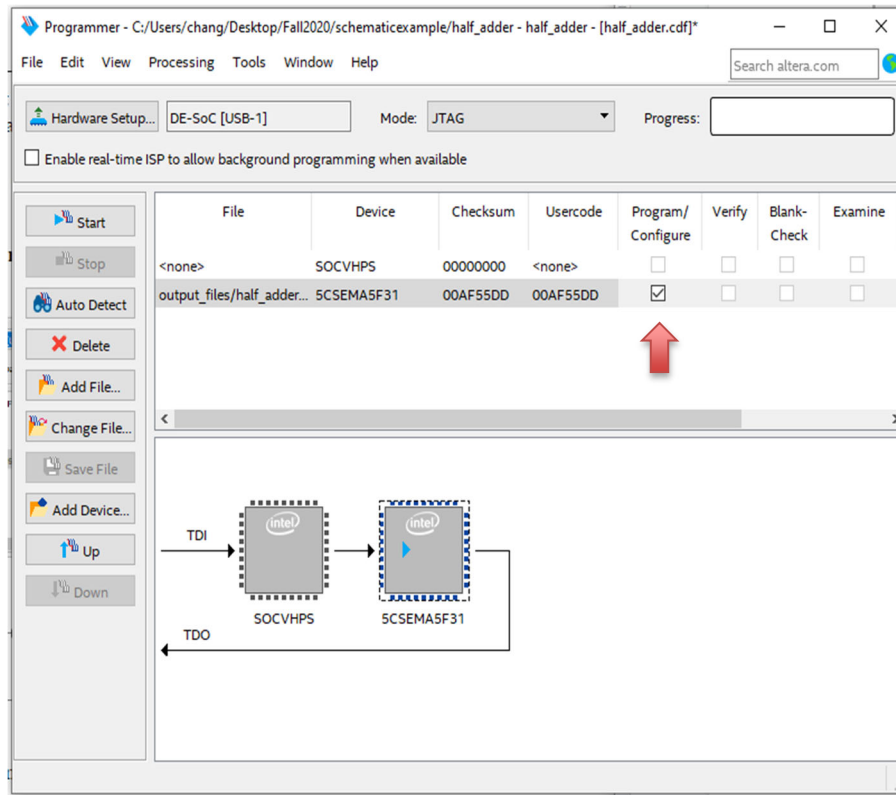 Programmer - C:/Users/chang/Desktop/Fall2020/schematicexample/half_adder - half_adder - [half_adder.cdf]*
File Edit View Processing Tools Window Help
Search altera.com
Hardware Setup... DE-SoC [USB-1] Mode: JTAG Progress:
Enable real-time ISP to allow background programming when available
File Device Checksum Usercode Program/ Verify Blank- Examine
Configure Check
<none> SOCVHPS 00000000 <none>
output_files/half_adder... 5CSEMA5F31 00AF55DD 00AF55DD
Start
Stop
Auto Detect
Delete
Add File...
Change File...
Save File
Add Device...
Up
Down
intel intel
TDI
SOCVHPS 5CSEMA5F31
TDO